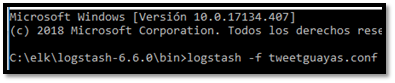 Microsoft Windows [Versión 10.0.17134.407]
(c) 2018 Microsoft Corporation. Todos los derechos rese
C:\elk\logstash-6.6.0\bin>logstash -f tweetguayas.conf